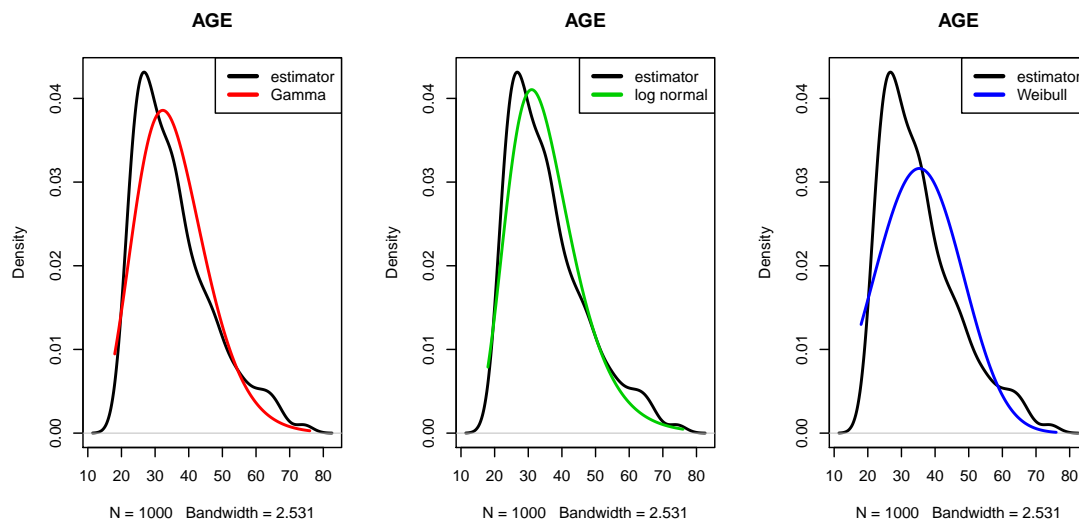 AGE
estimator
Gamma
Density
0.00 0.01 0.02 0.03 0.04
10 20 30 40 50 60 70 80
N = 1000 Bandwidth = 2.531
AGE
estimator
log normal
Density
0.00 0.01 0.02 0.03 0.04
10 20 30 40 50 60 70 80
N = 1000 Bandwidth = 2.531
AGE
estimator
Weibull
Density
0.00 0.01 0.02 0.03 0.04
10 20 30 40 50 60 70 80
N = 1000 Bandwidth = 2.531